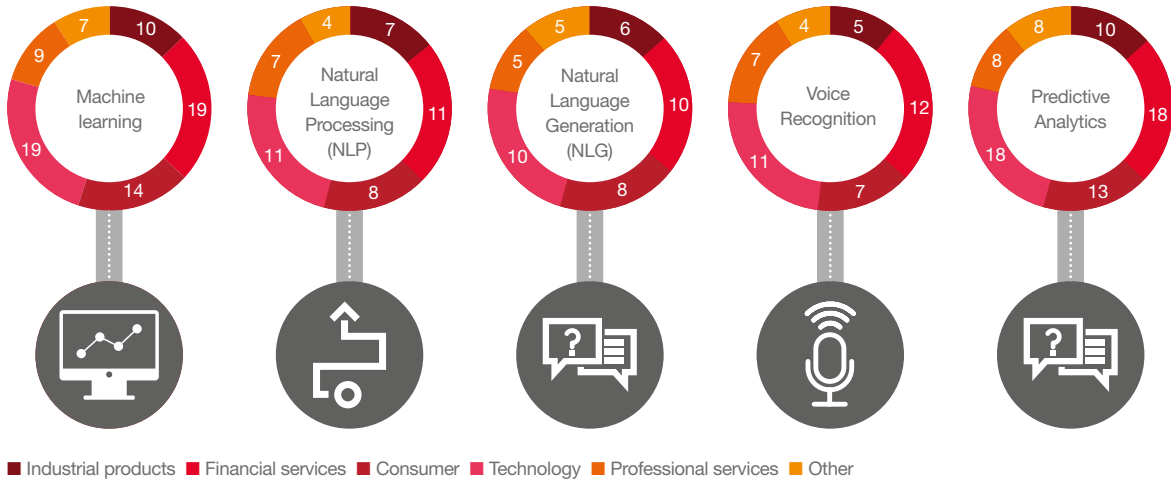 7
10
9
19
19
14
Machine
learning
4
7
7
11
11
8
Natural
Language
Processing
(NLP)
5
6
5
10
10
8
Natural
Language
Generation
(NLG)
4
5
7
12
11
7
Voice
Recognition
8
10
8
18
18
13
Predictive
Analytics
?
?
Industrial products Financial services Consumer Technology Professional services Other